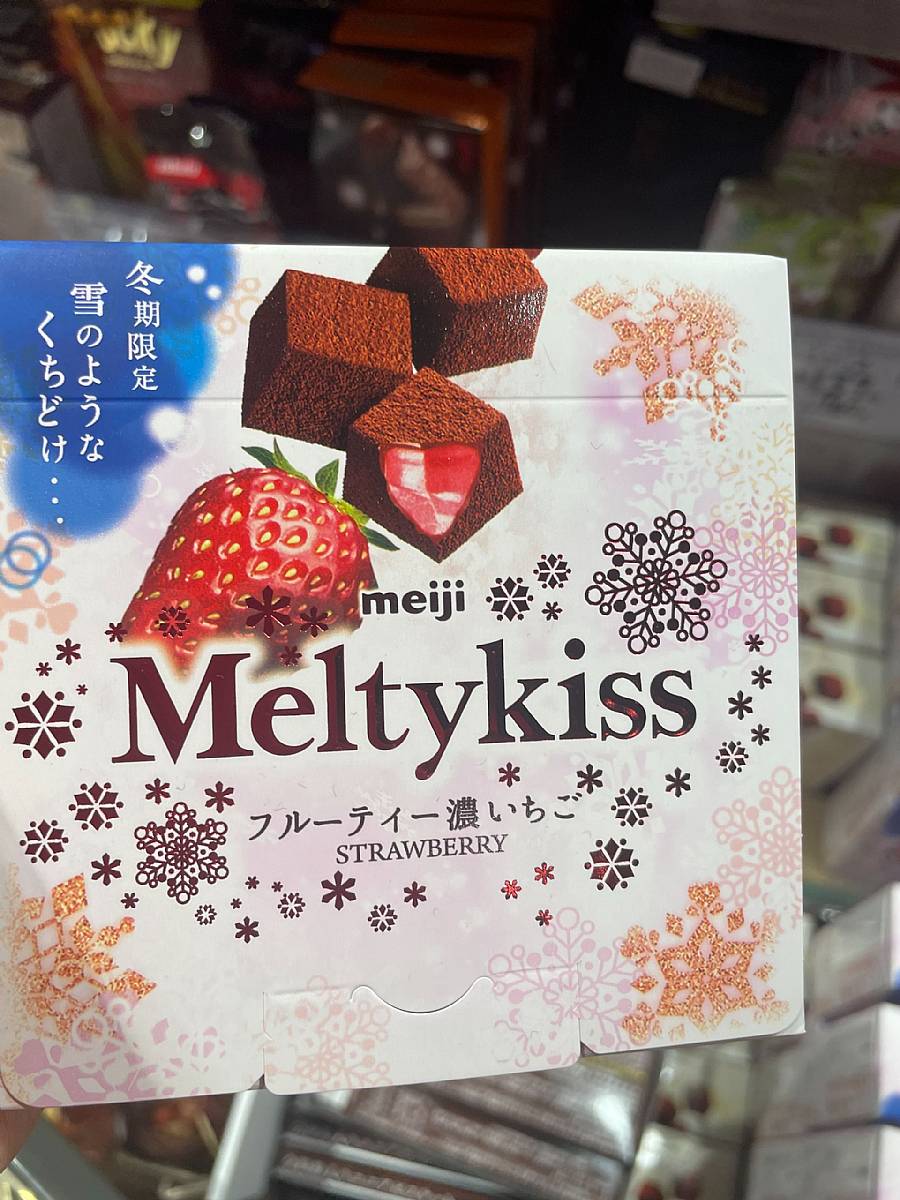 冬期限定
雪のような
くちどけ...
meiji
Meltykiss
フルーティー濃いちご
STRAWBERRY